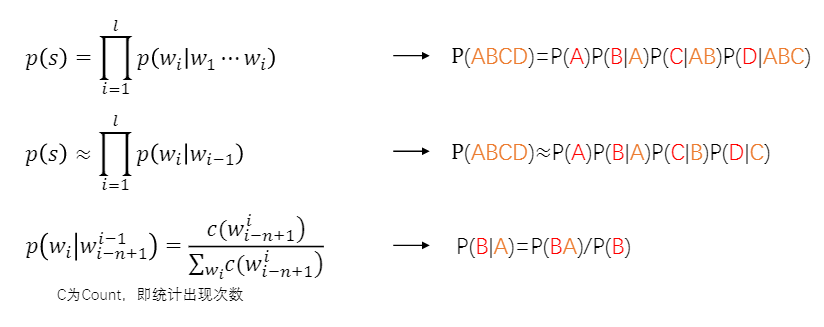 p(s) = ∏_{i=1}^{l} p(w_i|w_1 ⋯ w_i) → P(ABCD)=P(A)P(B|A)P(C|AB)P(D|ABC)
p(s) ≈ ∏_{i=1}^{l} p(w_i|w_{i-1}) → P(ABCD)≈P(A)P(B|A)P(C|B)P(D|C)
p(w_i|w_{i-n+1}^{i-1}) = c(w_{i-n+1}^{i}) / ∑_{w_i} c(w_{i-n+1}^{i}) → P(B|A)=P(BA)/P(B)
C为Count，即统计出现次数